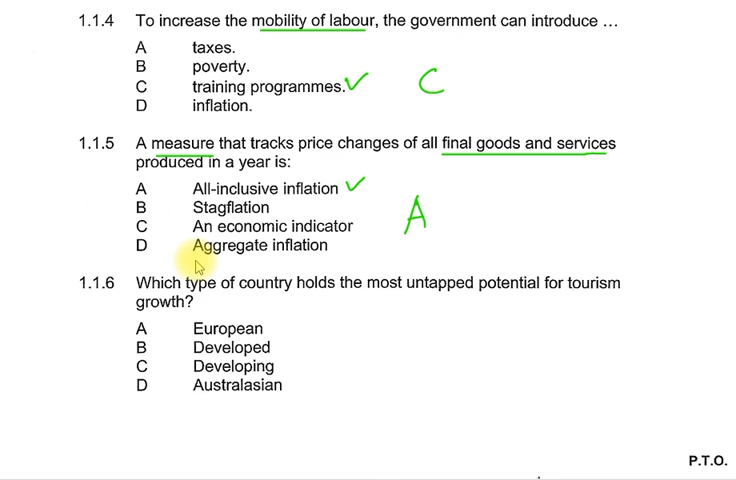 1.1.4 To increase the mobility of labour, the government can introduce …
A taxes.
B poverty.
C training programmes. ✓ C
D inflation.
1.1.5 A measure that tracks price changes of all final goods and services
produced in a year is:
A All-inclusive inflation ✓
B Stagflation A
C An economic indicator
D Aggregate inflation
1.1.6 Which type of country holds the most untapped potential for tourism
growth?
A European
B Developed
C Developing
D Australasian
P.T.O.